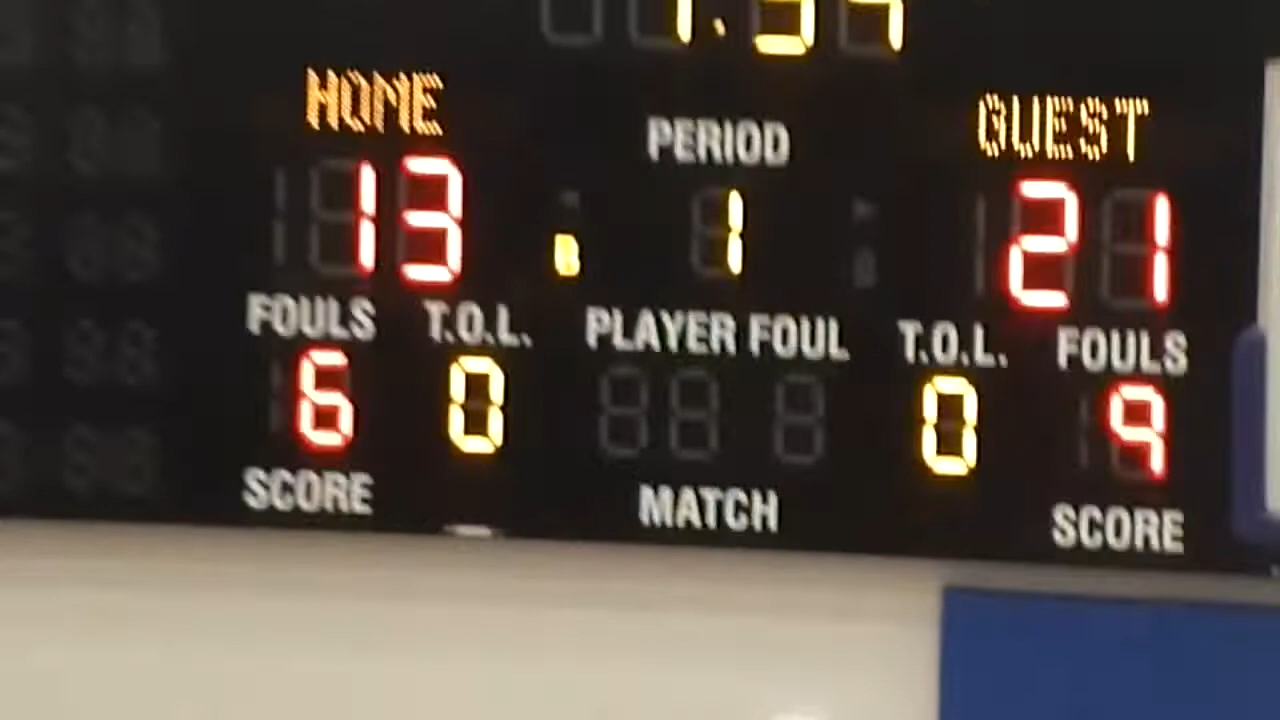 HOME PERIOD GUEST
13 B 1 21
FOULS T.O.L. PLAYER FOUL T.O.L. FOULS
6 0 0 9
SCORE MATCH SCORE